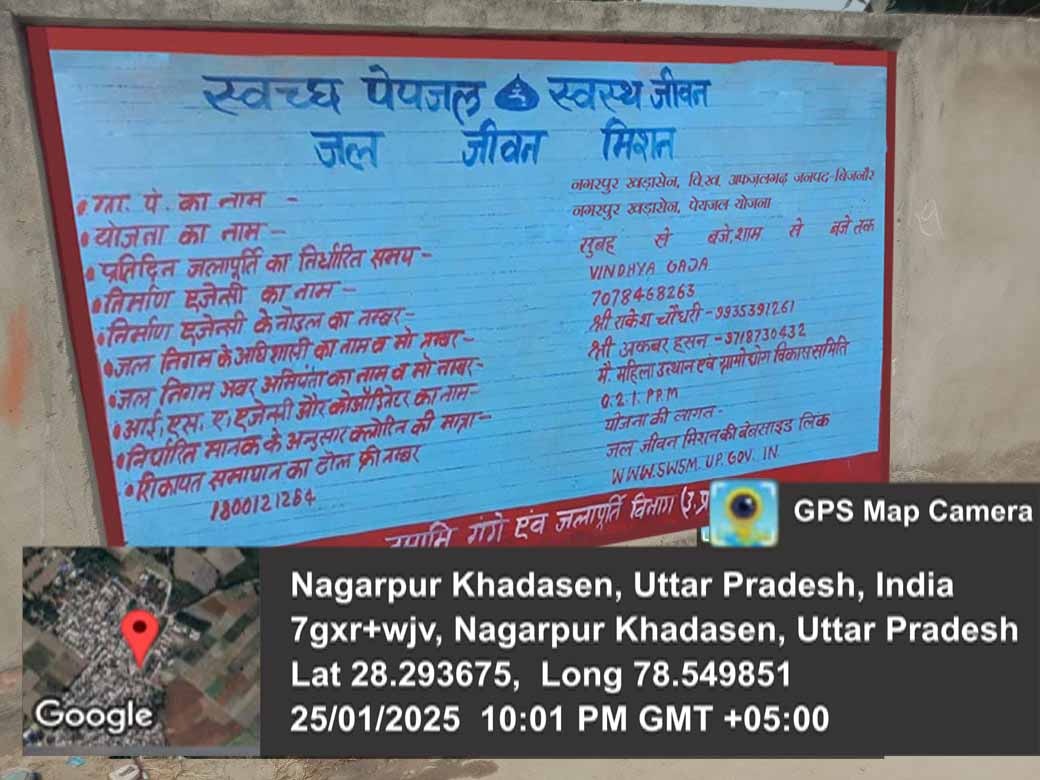 स्वच्छ पेयजल स्वस्थ जीवन
जल जीवन मिशन
• ग्रा. पं. का नाम - नगरपुर खड़ासेन, वि.ख. अफजलगढ़ जनपद-बिजनौर
• योजना का नाम - नगरपुर खड़ासेन, पेयजल योजना
• प्रतिदिन जलापूर्ति का निर्धारित समय - सुबह से बजे, शाम से बजे तक
• निर्माण एजेन्सी का नाम - VINDHYA GAJA
• निर्माण एजेन्सी के नोडल का नम्बर:- 7078468263
• जल निगम के अधिशासी का नाम व मो नम्बर- श्री राकेश चौधरी - 9935391261
• जल निगम अवर अभियंता का नाम व मो नम्बर- श्री अकबर हसन - 9718730432
• आई. एस. ए. एजेन्सी और कोऑर्डिनेटर का नाम- मै. महिला उत्थान एवं ग्रामोद्योग विकास समिति
• निर्धारित मानक के अनुसार क्लोरिन की मात्रा- 0.2 I. P.P.M
• शिकायत समाधान का टोल फ्री नम्बर
1800121264
योजना की लागत-
जल जीवन मिशन की वेबसाइड लिंक
WWW.SWSM.UP.GOV.IN
नमामि गंगे एंव जलापूर्ति विभाग (उ.प्र
GPS Map Camera
Nagarpur Khadasen, Uttar Pradesh, India
7gxr+wjv, Nagarpur Khadasen, Uttar Pradesh
Lat 28.293675, Long 78.549851
25/01/2025 10:01 PM GMT +05:00
Google